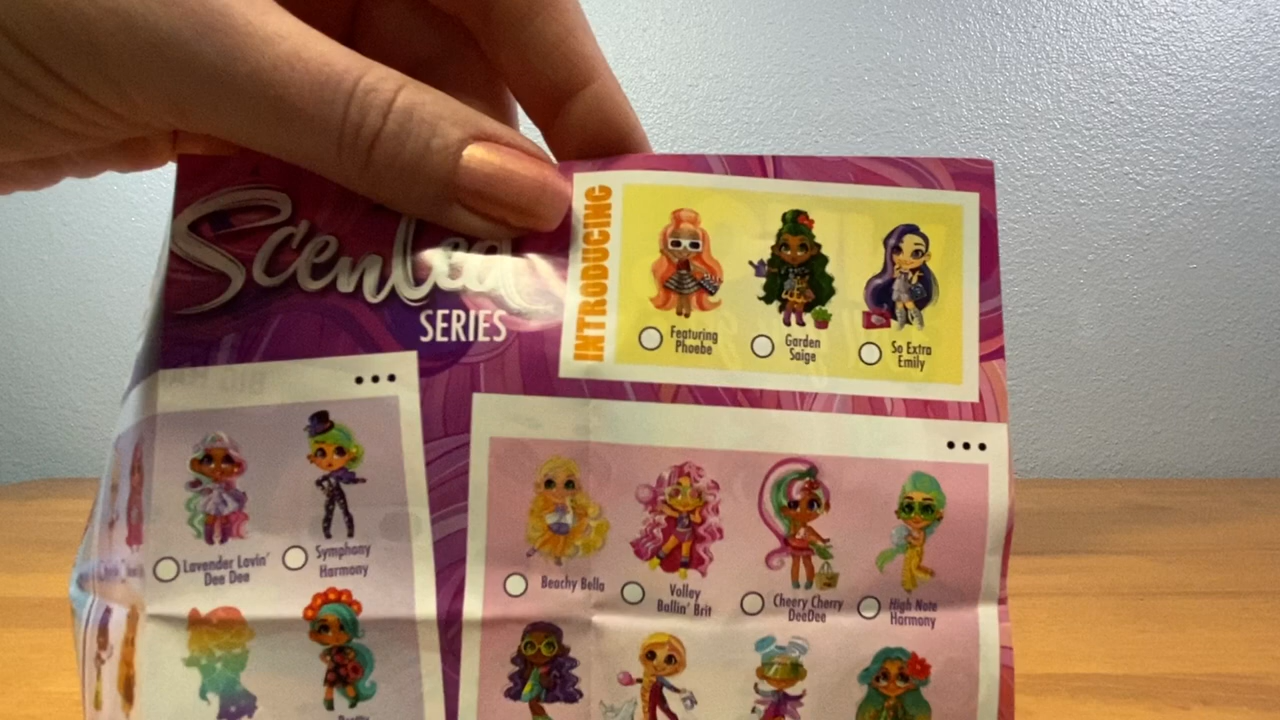 Scented
SERIES
INTRODUCING
Featuring
Phoebe
Garden
Saige
So Extra
Emily
Lavender Lovin'
Dee Dee
Symphony
Harmony
Beachy Bella
Volley
Ballin' Brit
Cheery Cherry
DeeDee
High Note
Harmony